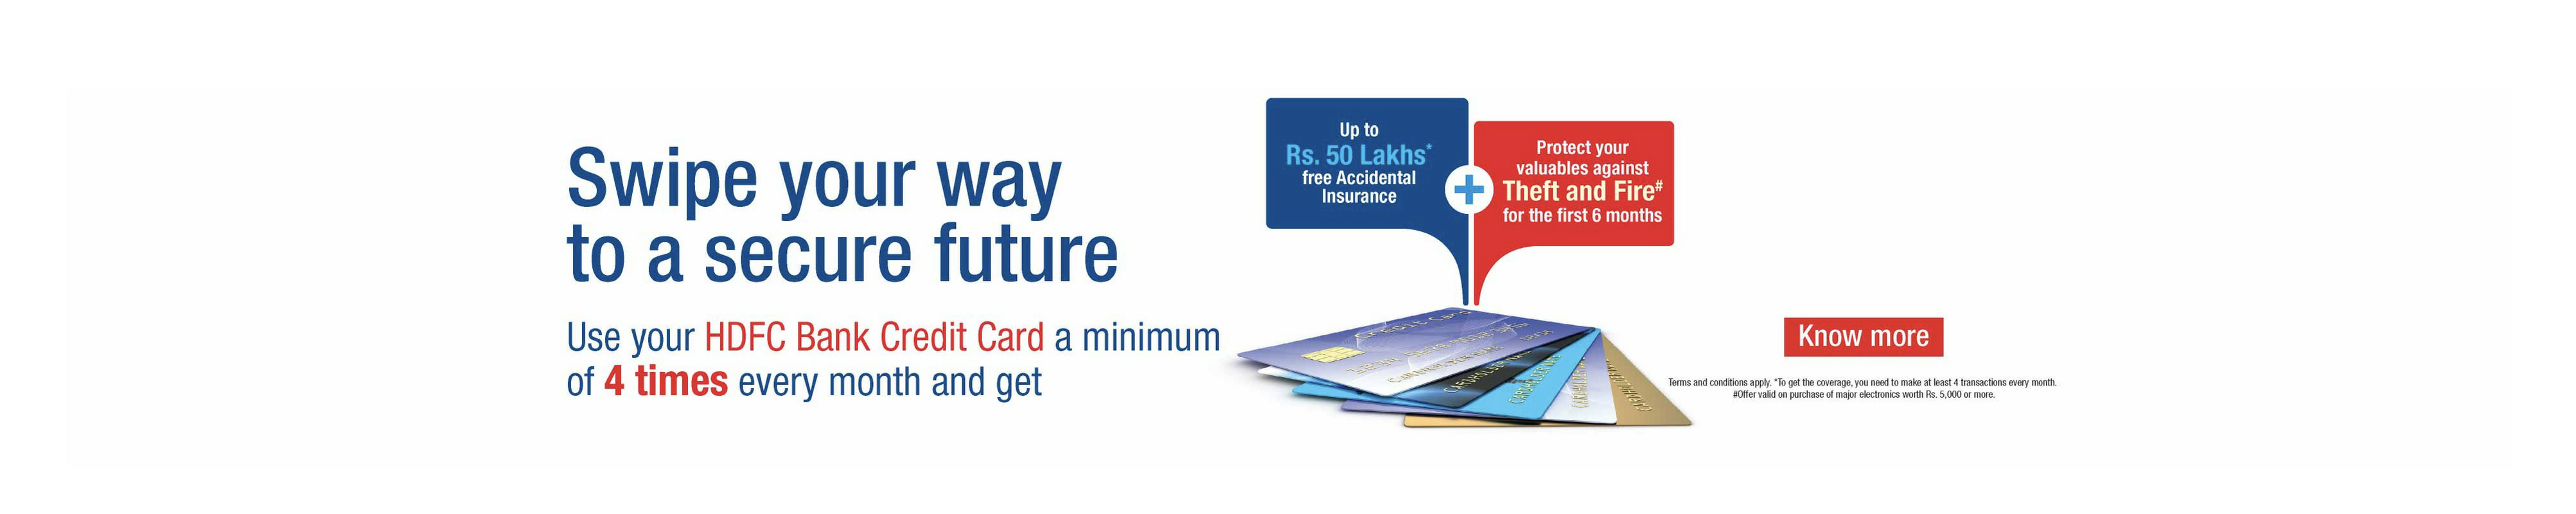 Swipe your way
to a secure future
Use your HDFC Bank Credit Card a minimum
of 4 times every month and get
Up to
Rs. 50 Lakhs*
free Accidental
Insurance
+
Protect your
valuables against
Theft and Fire#
for the first 6 months
Know more
Terms and conditions apply. *To get the coverage, you need to make at least 4 transactions every month.
#Offer valid on purchase of major electronics worth Rs. 5,000 or more.